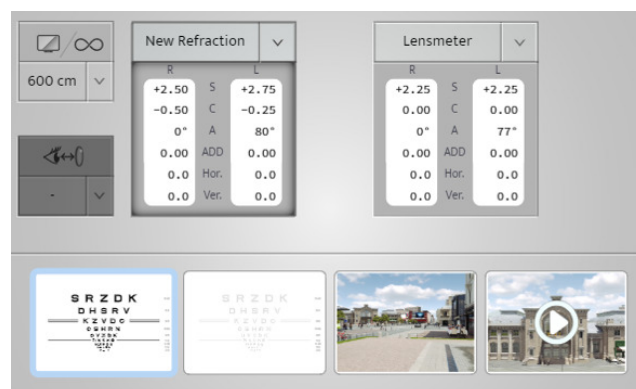 New Refraction
Lensmeter
600 cm
R L
+2.50 S +2.75
-0.50 C -0.25
0° A 80°
0.00 ADD 0.00
0.0 Hor. 0.0
0.0 Ver. 0.0
-
R L
+2.25 S +2.25
0.00 C 0.00
0° A 77°
0.00 ADD 0.00
0.0 Hor. 0.0
0.0 Ver. 0.0
S R Z D K
D H S R V
K Z V D C
S R Z D K
D H S R V
K Z V D C